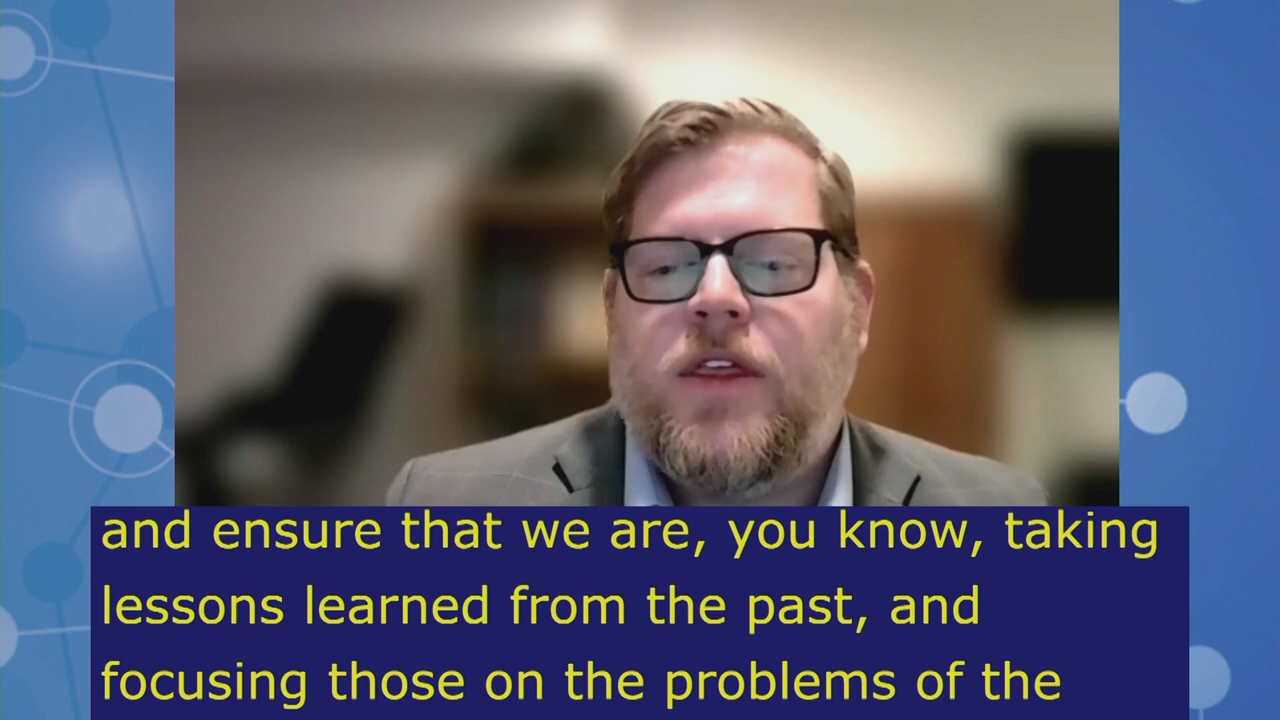 and ensure that we are, you know, taking
lessons learned from the past, and
focusing those on the problems of the